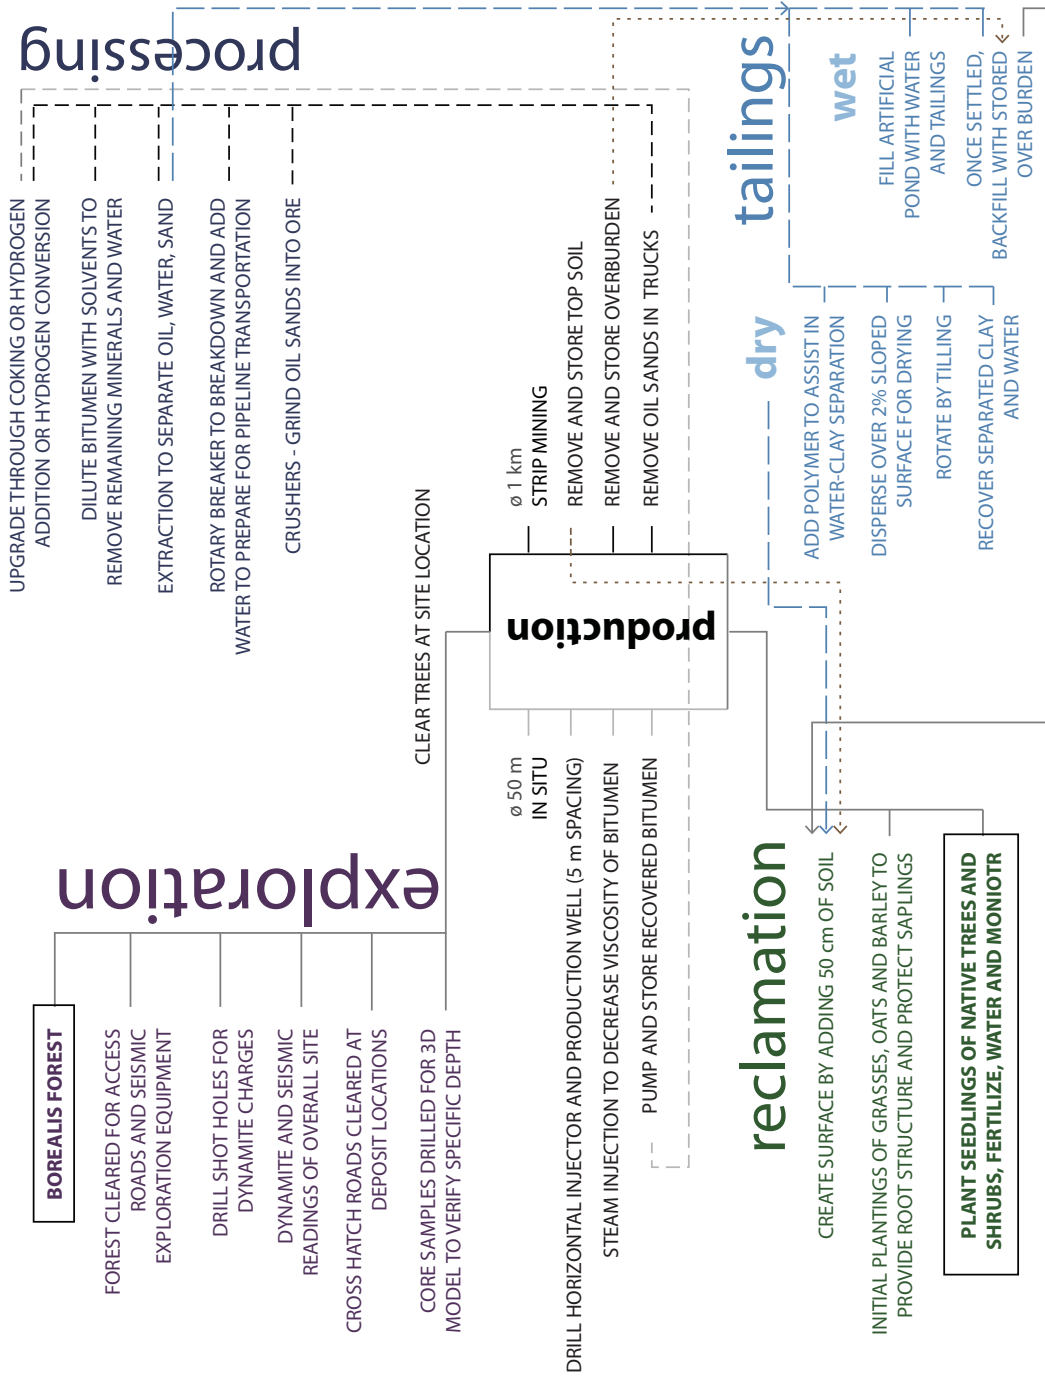 exploration
BOREALIS FOREST
FOREST CLEARED FOR ACCESS
ROADS AND SEISMIC
EXPLORATION EQUIPMENT
DRILL SHOT HOLES FOR
DYNAMITE CHARGES
DYNAMITE AND SEISMIC
READINGS OF OVERALL SITE
CROSS HATCH ROADS CLEARED AT
DEPOSIT LOCATIONS
CORE SAMPLES DRILLED FOR 3D
MODEL TO VERIFY SPECIFIC DEPTH
CLEAR TREES AT SITE LOCATION
production
ø 50 m
IN SITU
DRILL HORIZONTAL INJECTOR AND PRODUCTION WELL (5 m SPACING)
STEAM INJECTION TO DECREASE VISCOSITY OF BITUMEN
PUMP AND STORE RECOVERED BITUMEN
ø 1 km
STRIP MINING
REMOVE AND STORE TOP SOIL
REMOVE AND STORE OVERBURDEN
REMOVE OIL SANDS IN TRUCKS
processing
UPGRADE THROUGH COKING OR HYDROGEN
ADDITION OR HYDROGEN CONVERSION
DILUTE BITUMEN WITH SOLVENTS TO
REMOVE REMAINING MINERALS AND WATER
EXTRACTION TO SEPARATE OIL, WATER, SAND
ROTARY BREAKER TO BREAKDOWN AND ADD
WATER TO PREPARE FOR PIPELINE TRANSPORTATION
CRUSHERS - GRIND OIL SANDS INTO ORE
tailings
dry
ADD POLYMER TO ASSIST IN
WATER-CLAY SEPARATION
DISPERSE OVER 2% SLOPED
SURFACE FOR DRYING
ROTATE BY TILLING
RECOVER SEPARATED CLAY
AND WATER
wet
FILL ARTIFICIAL
POND WITH WATER
AND TAILINGS
ONCE SETTLED,
BACKFILL WITH STORED
OVER BURDEN
reclamation
CREATE SURFACE BY ADDING 50 cm OF SOIL
INITIAL PLANTINGS OF GRASSES, OATS AND BARLEY TO
PROVIDE ROOT STRUCTURE AND PROTECT SAPLINGS
PLANT SEEDLINGS OF NATIVE TREES AND
SHRUBS, FERTILIZE, WATER AND MONIOTR